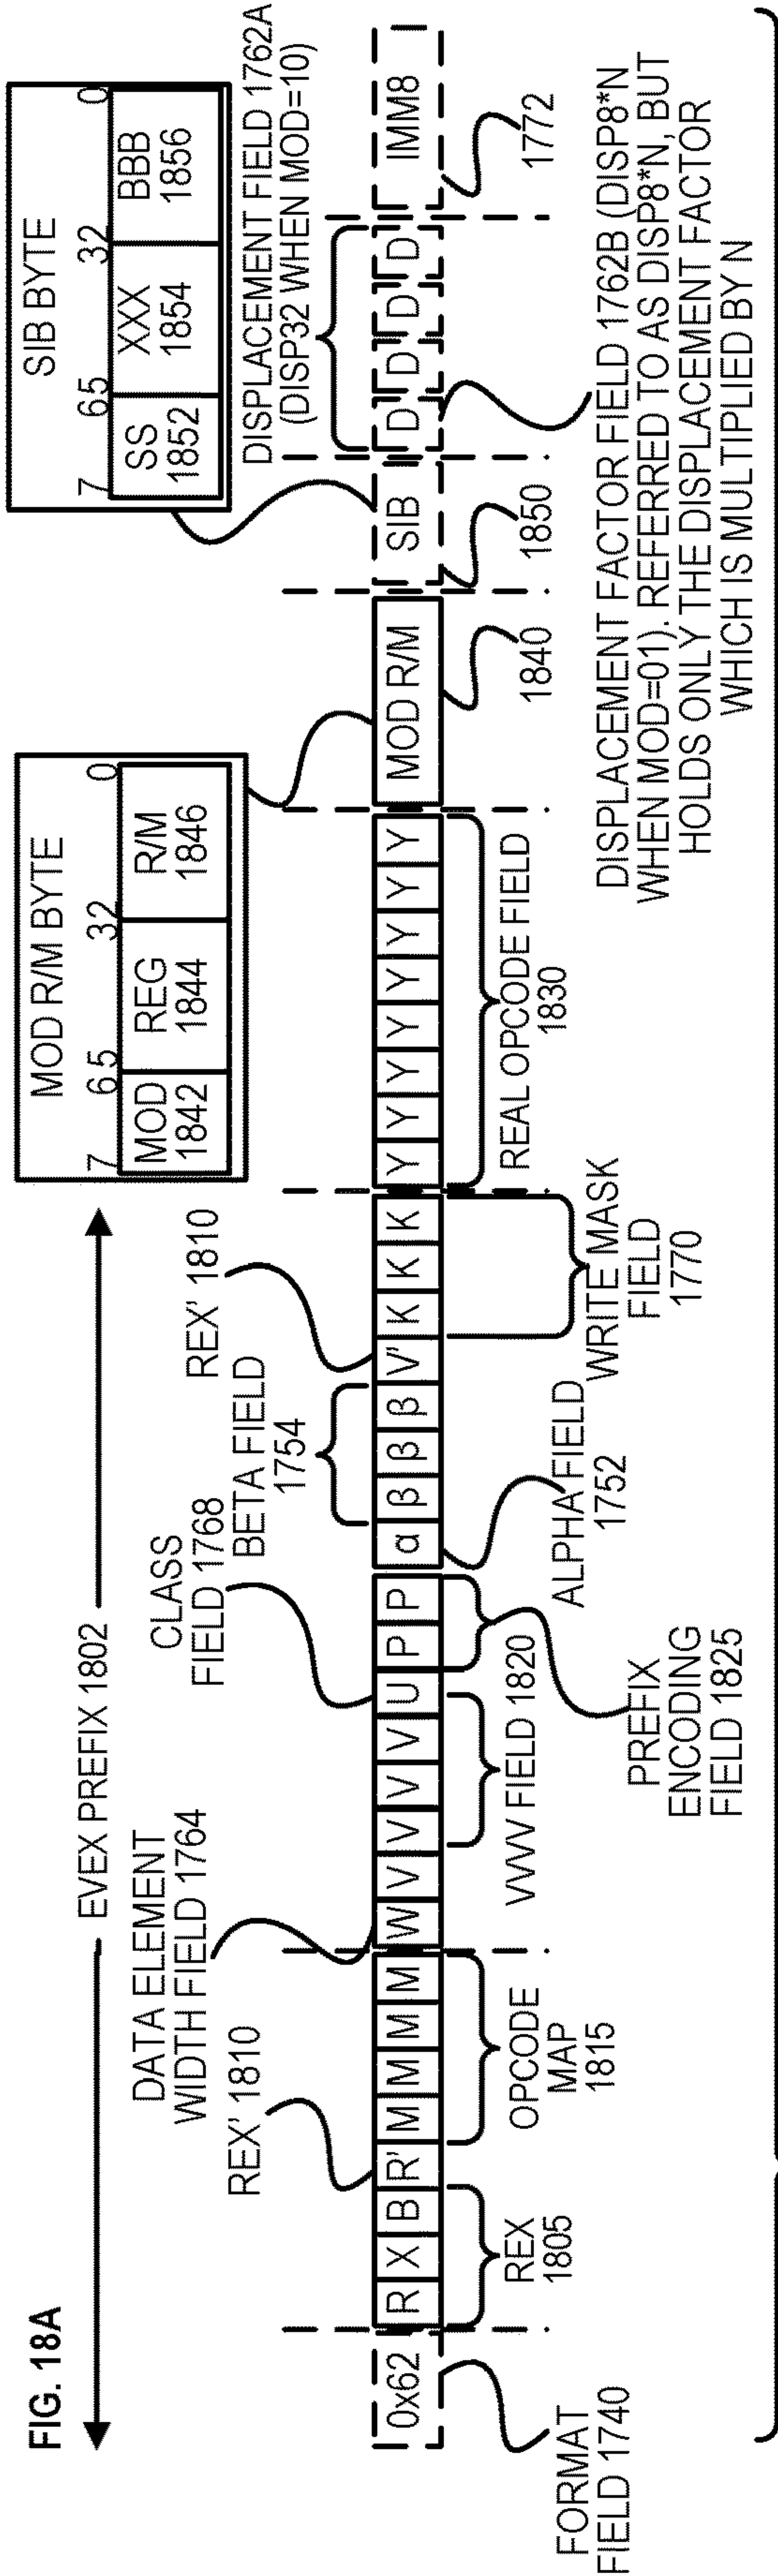 FIG. 18A
EVEX PREFIX 1802
MOD R/M BYTE
7 6 5 3 2 0
MOD
1842
REG
1844
R/M
1846
SIB BYTE
7 6 5 3 2 0
SS
1852
XXX
1854
BBB
1856
REX' 1810
DATA ELEMENT
WIDTH FIELD 1764
CLASS
FIELD 1768
BETA FIELD
1754
REX' 1810
DISPLACEMENT FIELD 1762A
(DISP32 WHEN MOD=10)
0x62 R X B R' M M M M W V V V V U P P α β β β V' K K K Y Y Y Y Y Y Y Y MOD R/M SIB D D D D IMM8
FORMAT
FIELD 1740
REX
1805
OPCODE
MAP
1815
VVVV FIELD 1820
PREFIX
ENCODING
FIELD 1825
ALPHA FIELD
1752
WRITE MASK
FIELD
1770
REAL OPCODE FIELD
1830
1840
1850
1772
DISPLACEMENT FACTOR FIELD 1762B (DISP8*N
WHEN MOD=01). REFERRED TO AS DISP8*N, BUT
HOLDS ONLY THE DISPLACEMENT FACTOR
WHICH IS MULTIPLIED BY N